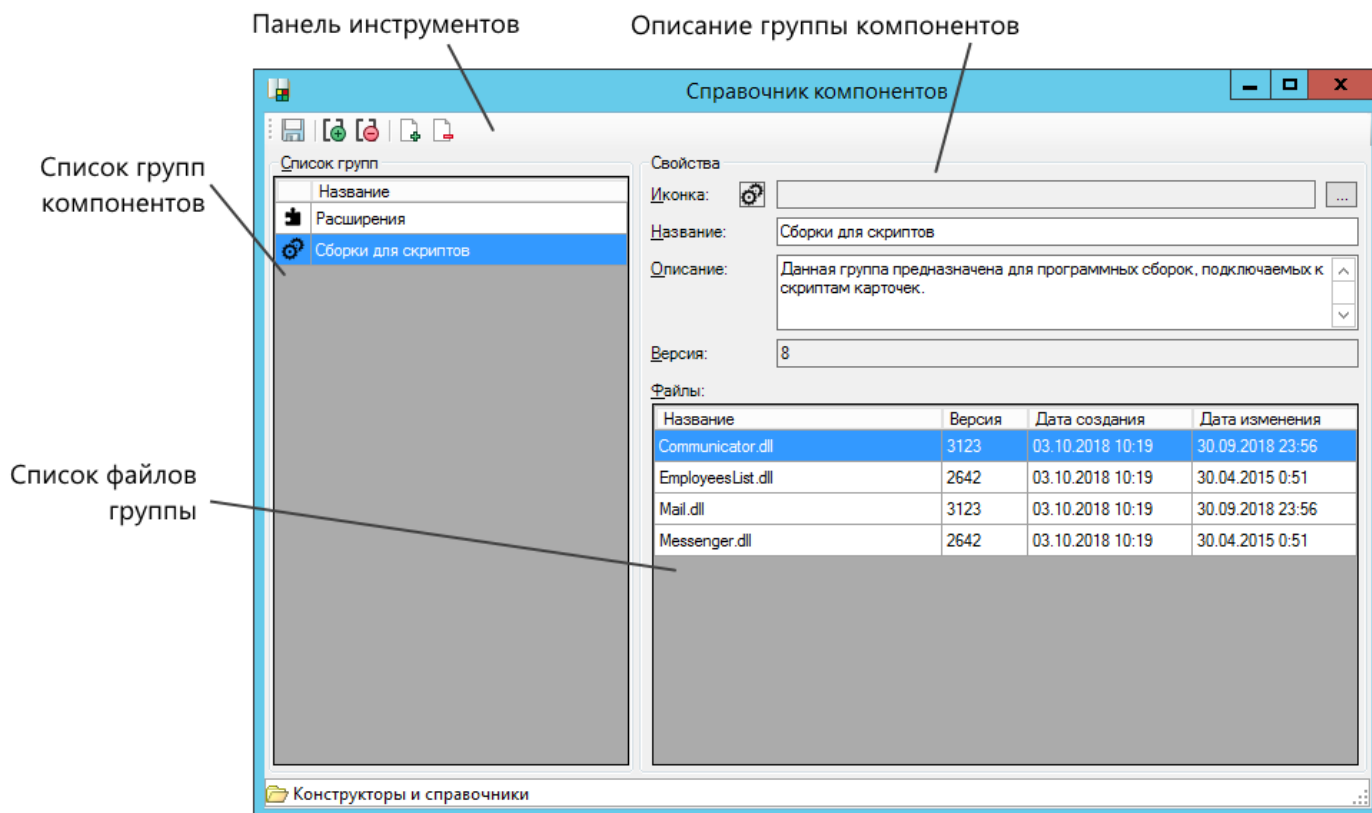 Панель инструментов
Описание группы компонентов
Справочник компонентов
Список групп
компонентов
Список групп
Название
Расширения
Сборки для скриптов
Свойства
Иконка:
...
Название: Сборки для скриптов
Описание: Данная группа предназначена для программных сборок, подключаемых к
скриптам карточек.
Версия: 8
Файлы:
Название Версия Дата создания Дата изменения
Communicator.dll 3123 03.10.2018 10:19 30.09.2018 23:56
EmployeesList.dll 2642 03.10.2018 10:19 30.04.2015 0:51
Mail.dll 3123 03.10.2018 10:19 30.09.2018 23:56
Messenger.dll 2642 03.10.2018 10:19 30.04.2015 0:51
Список файлов
группы
Конструкторы и справочники